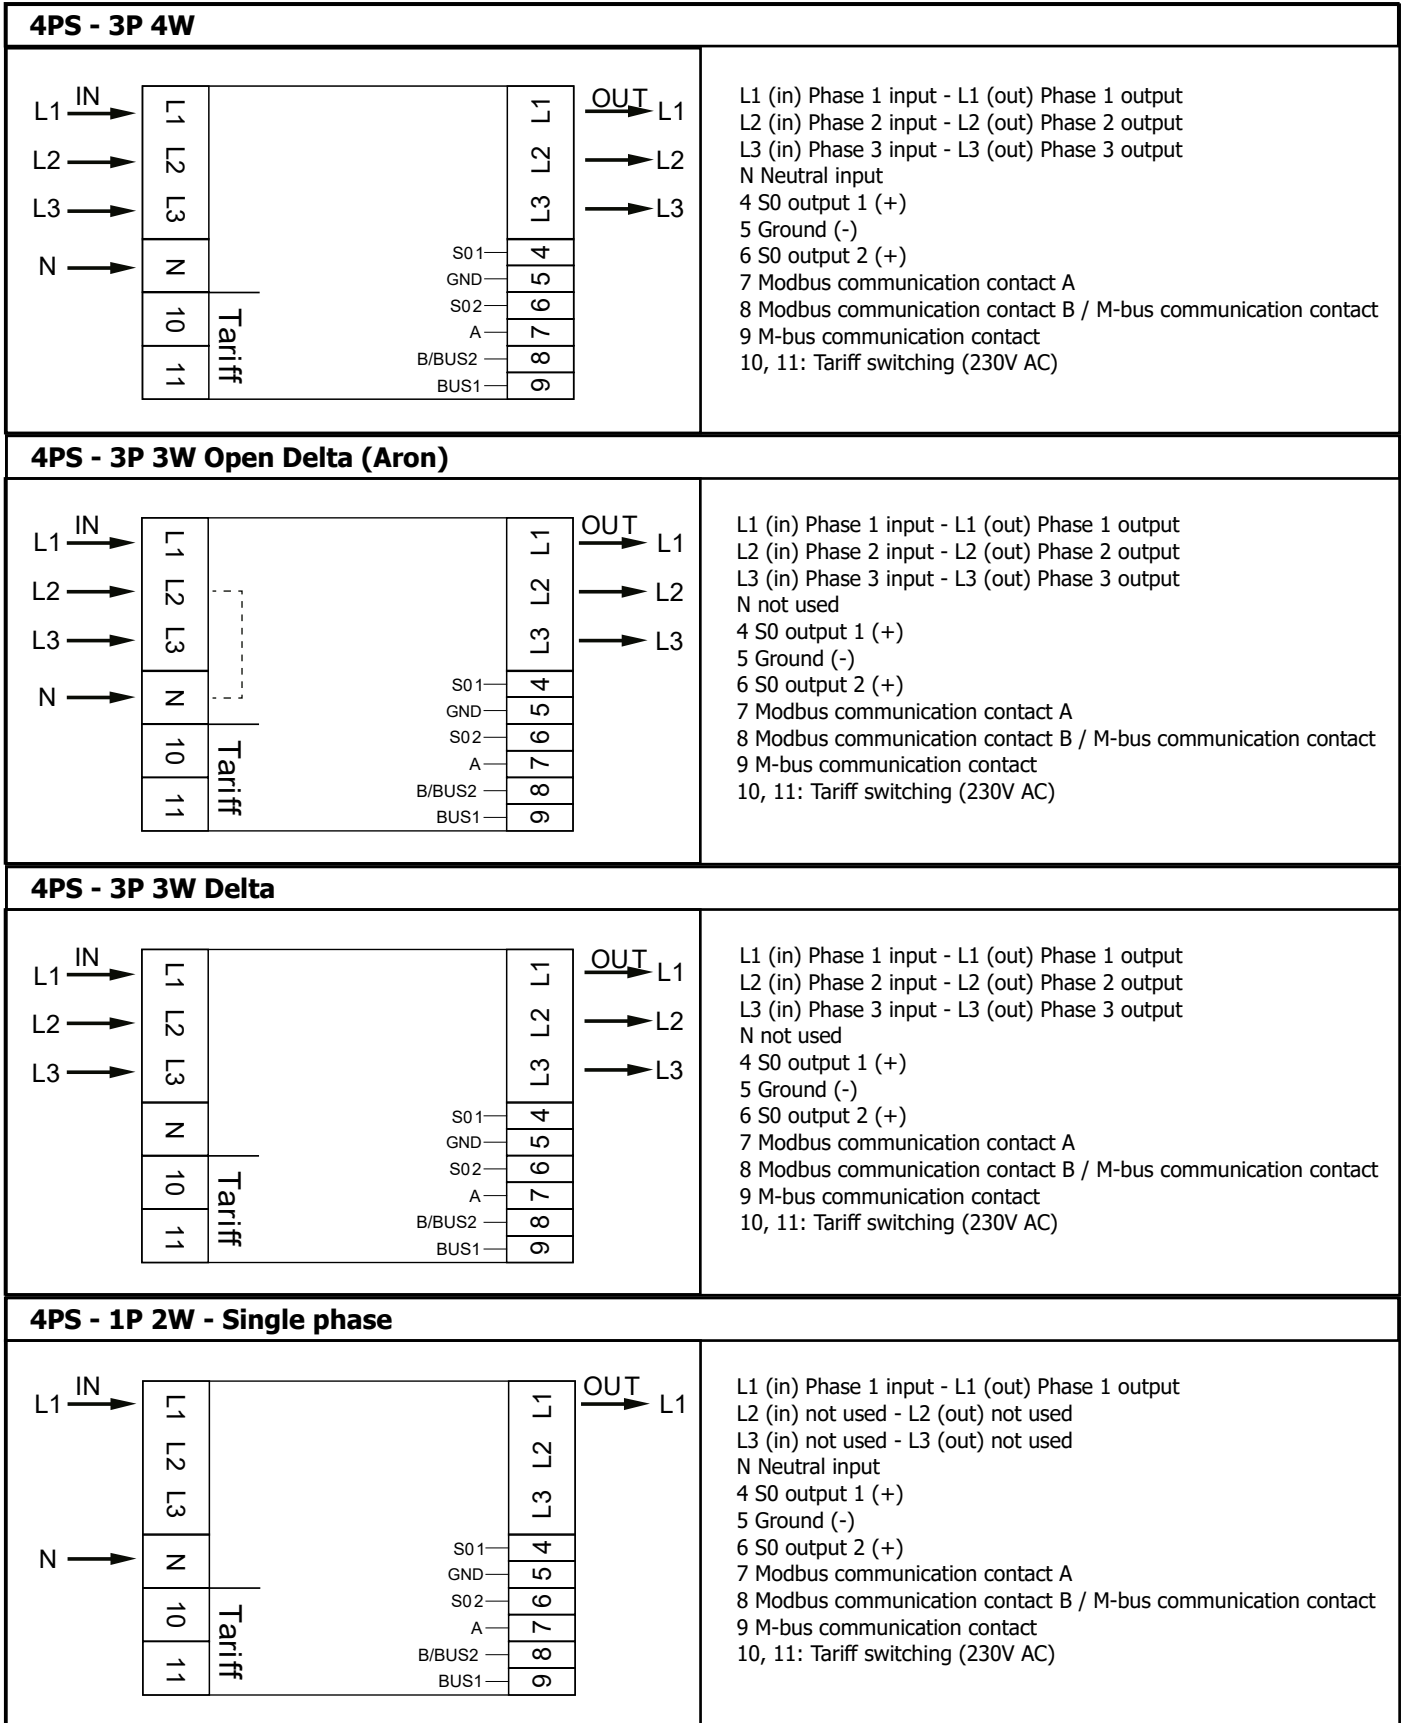 4PS - 3P 4W
IN
OUT
L1
L1
L1
L1
L2
L2
L2
L2
L3
L3
L3
L3
N
N
10
11
Tariff
S01
4
GND
5
S02
6
A
7
B/BUS2
8
BUS1
9
L1 (in) Phase 1 input - L1 (out) Phase 1 output
L2 (in) Phase 2 input - L2 (out) Phase 2 output
L3 (in) Phase 3 input - L3 (out) Phase 3 output
N Neutral input
4 S0 output 1 (+)
5 Ground (-)
6 S0 output 2 (+)
7 Modbus communication contact A
8 Modbus communication contact B / M-bus communication contact
9 M-bus communication contact
10, 11: Tariff switching (230V AC)
4PS - 3P 3W Open Delta (Aron)
IN
OUT
L1
L1
L1
L1
L2
L2
L2
L2
L3
L3
L3
L3
N
N
10
11
Tariff
S01
4
GND
5
S02
6
A
7
B/BUS2
8
BUS1
9
L1 (in) Phase 1 input - L1 (out) Phase 1 output
L2 (in) Phase 2 input - L2 (out) Phase 2 output
L3 (in) Phase 3 input - L3 (out) Phase 3 output
N not used
4 S0 output 1 (+)
5 Ground (-)
6 S0 output 2 (+)
7 Modbus communication contact A
8 Modbus communication contact B / M-bus communication contact
9 M-bus communication contact
10, 11: Tariff switching (230V AC)
4PS - 3P 3W Delta
IN
OUT
L1
L1
L1
L1
L2
L2
L2
L2
L3
L3
L3
L3
N
10
11
Tariff
S01
4
GND
5
S02
6
A
7
B/BUS2
8
BUS1
9
L1 (in) Phase 1 input - L1 (out) Phase 1 output
L2 (in) Phase 2 input - L2 (out) Phase 2 output
L3 (in) Phase 3 input - L3 (out) Phase 3 output
N not used
4 S0 output 1 (+)
5 Ground (-)
6 S0 output 2 (+)
7 Modbus communication contact A
8 Modbus communication contact B / M-bus communication contact
9 M-bus communication contact
10, 11: Tariff switching (230V AC)
4PS - 1P 2W - Single phase
IN
OUT
L1
L1
L1
L1
L2
L2
L3
L3
N
N
10
11
Tariff
S01
4
GND
5
S02
6
A
7
B/BUS2
8
BUS1
9
L1 (in) Phase 1 input - L1 (out) Phase 1 output
L2 (in) not used - L2 (out) not used
L3 (in) not used - L3 (out) not used
N Neutral input
4 S0 output 1 (+)
5 Ground (-)
6 S0 output 2 (+)
7 Modbus communication contact A
8 Modbus communication contact B / M-bus communication contact
9 M-bus communication contact
10, 11: Tariff switching (230V AC)